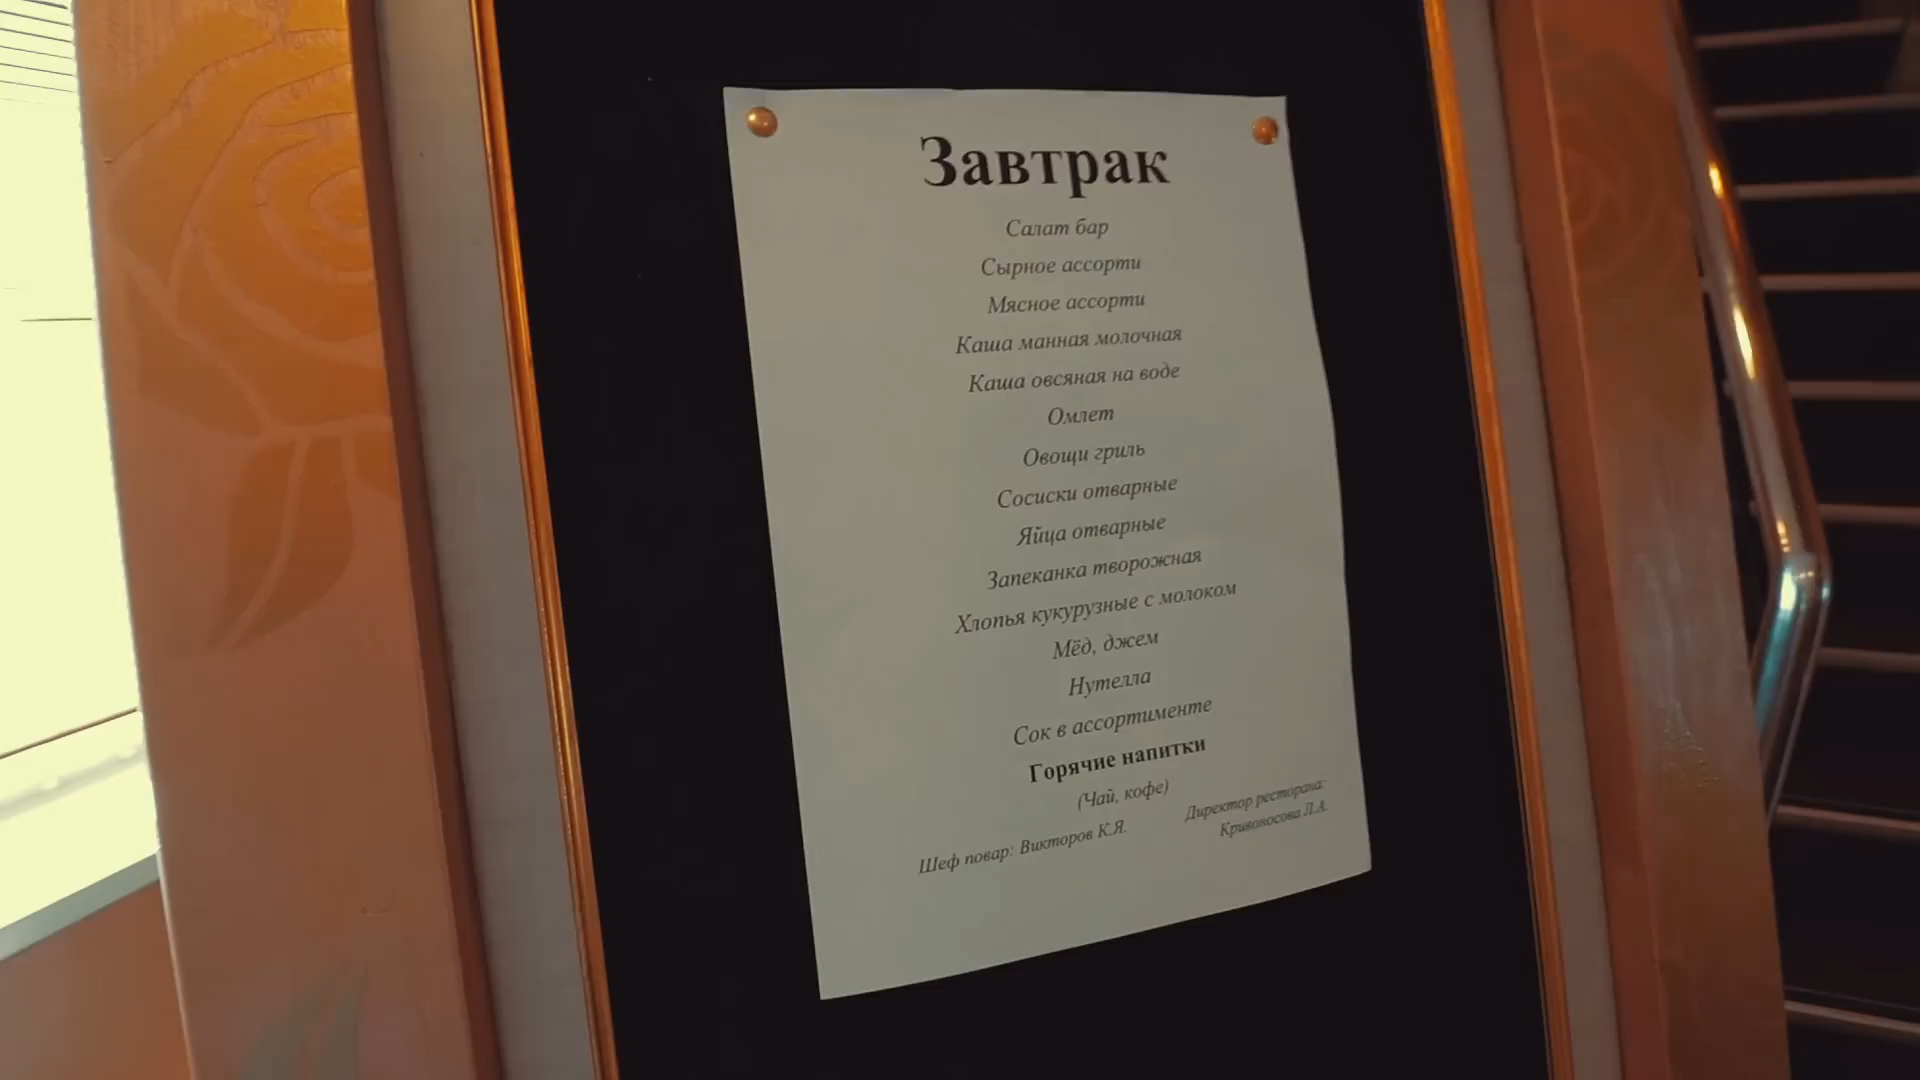 Завтрак
Салат бар
Сырное ассорти
Мясное ассорти
Каша манная молочная
Каша овсяная на воде
Омлет
Овощи гриль
Сосиски отварные
Яйца отварные
Запеканка творожная
Хлопья кукурузные с молоком
Мёд, джем
Нутелла
Сок в ассортименте
Горячие напитки
(Чай, кофе)
Шеф повар: Викторов К.Я.
Директор ресторана:
Кривоносова Л.А.